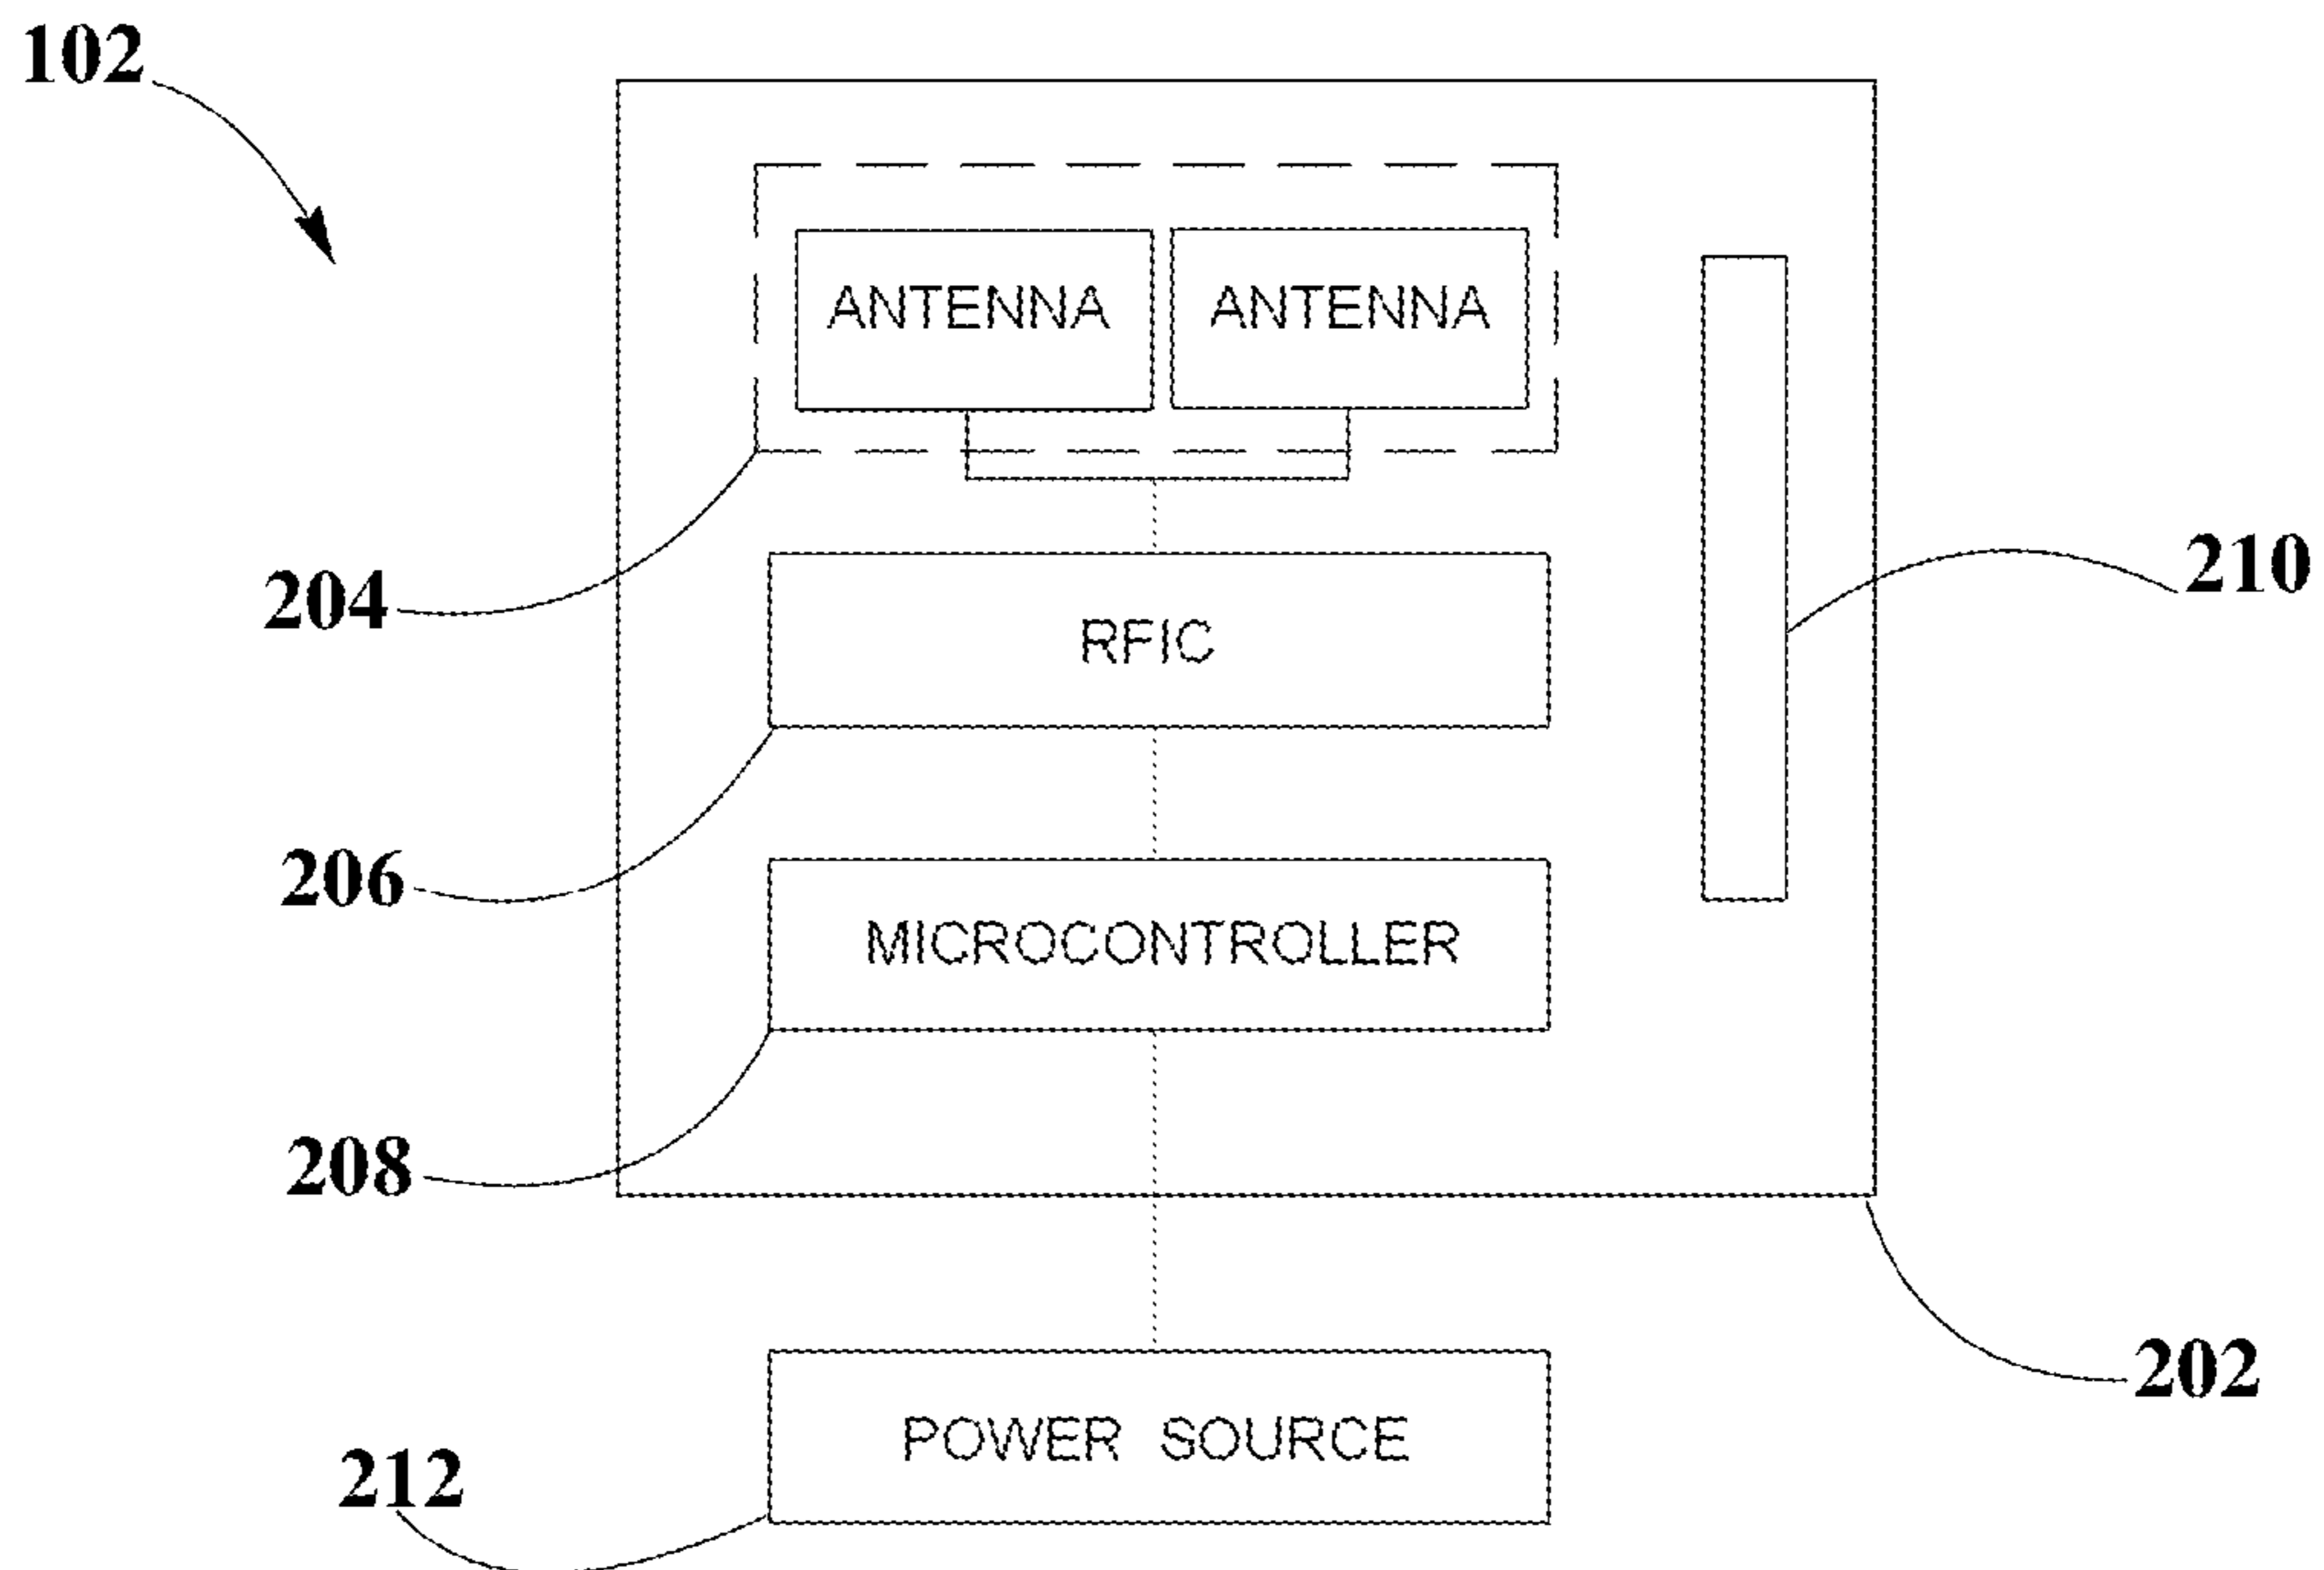 102
ANTENNA ANTENNA
204
210
RFIC
206
MICROCONTROLLER
208
202
POWER SOURCE
212